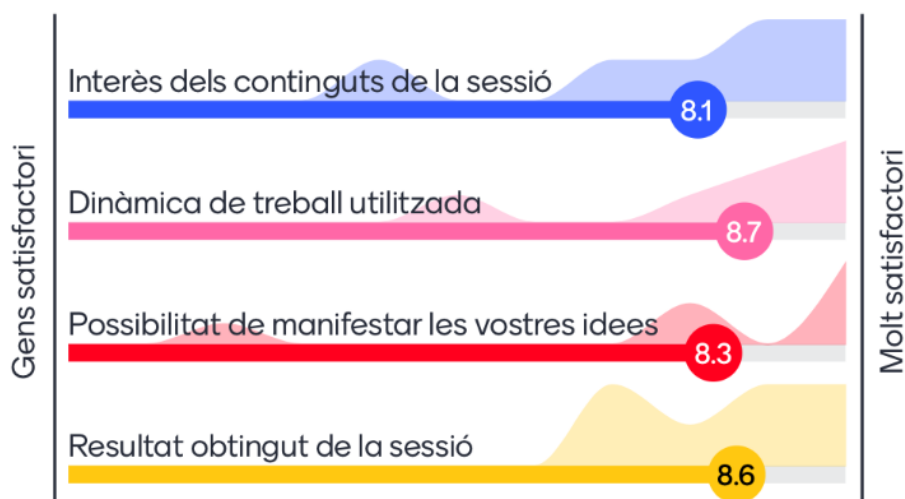 Gens satisfactori
Interès dels continguts de la sessió
8.1
Dinàmica de treball utilitzada
8.7
Possibilitat de manifestar les vostres idees
8.3
Resultat obtingut de la sessió
8.6
Molt satisfactori